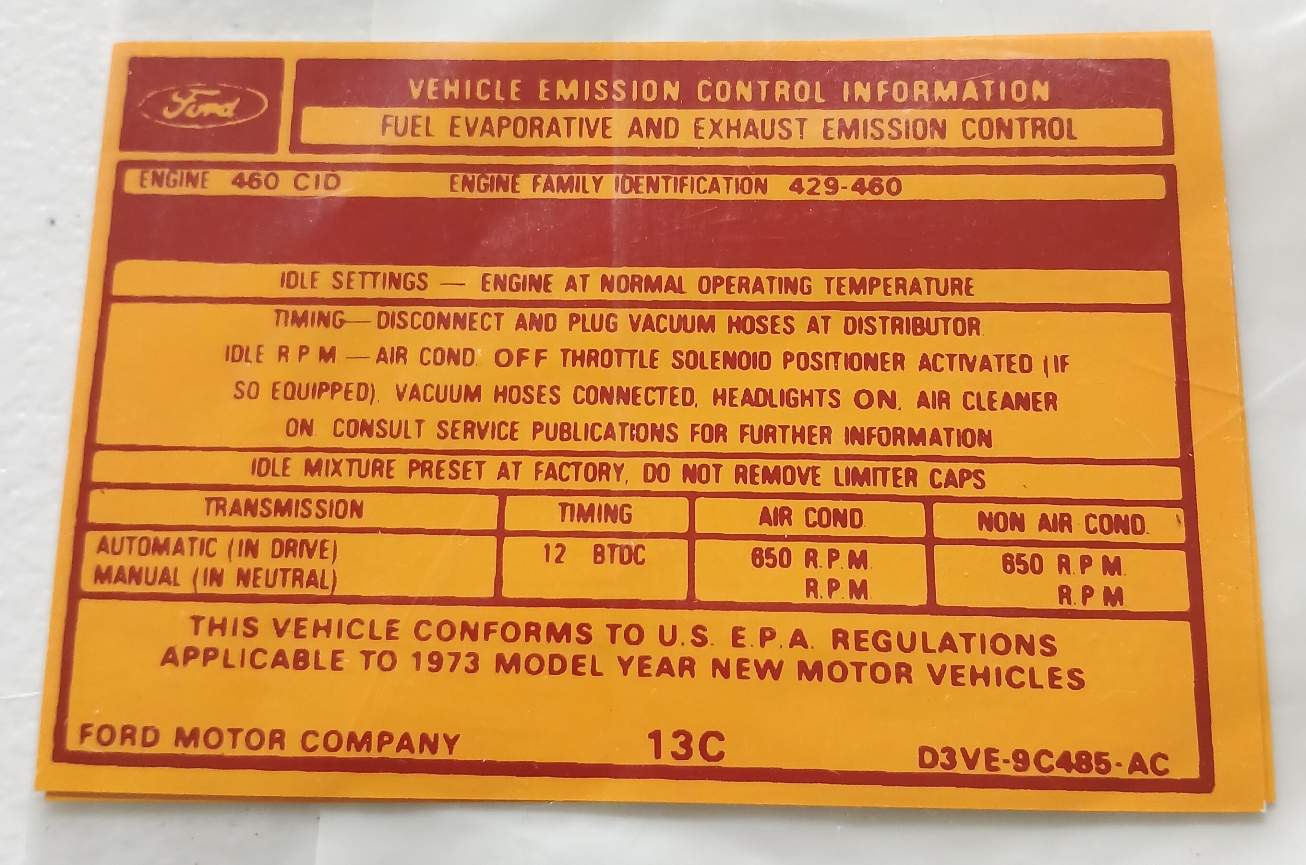 Ford
VEHICLE EMISSION CONTROL INFORMATION
FUEL EVAPORATIVE AND EXHAUST EMISSION CONTROL
ENGINE 460 CID ENGINE FAMILY IDENTIFICATION 429-460
IDLE SETTINGS — ENGINE AT NORMAL OPERATING TEMPERATURE
TIMING— DISCONNECT AND PLUG VACUUM HOSES AT DISTRIBUTOR
IDLE R P M — AIR COND. OFF THROTTLE SOLENOID POSITIONER ACTIVATED (IF
SO EQUIPPED), VACUUM HOSES CONNECTED, HEADLIGHTS ON, AIR CLEANER
ON CONSULT SERVICE PUBLICATIONS FOR FURTHER INFORMATION
IDLE MIXTURE PRESET AT FACTORY, DO NOT REMOVE LIMITER CAPS
TRANSMISSION TIMING AIR COND NON AIR COND.
AUTOMATIC (IN DRIVE) 12 BTDC 650 R.P.M. 650 R.P.M.
MANUAL (IN NEUTRAL) R.P.M. R.P.M
THIS VEHICLE CONFORMS TO U.S. E.P.A. REGULATIONS
APPLICABLE TO 1973 MODEL YEAR NEW MOTOR VEHICLES
FORD MOTOR COMPANY 13C D3VE-9C485-AC